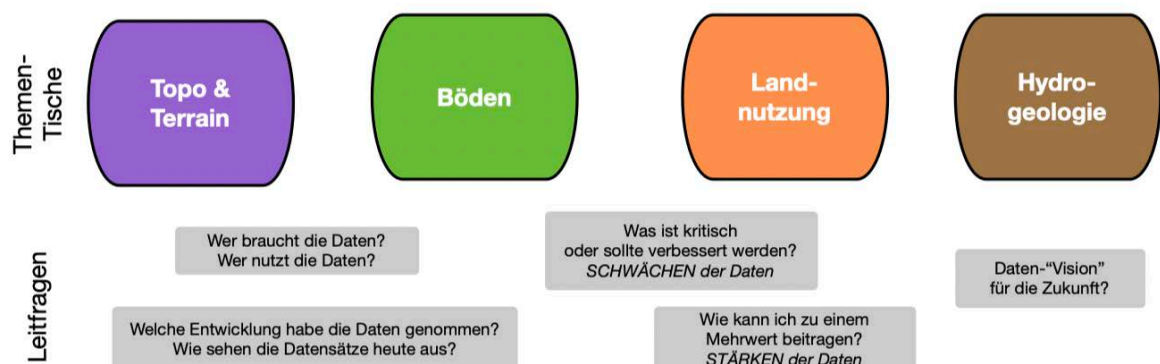 Themen-
Tische
Topo &
Terrain
Böden
Land-
nutzung
Hydro-
geologie
Leitfragen
Wer braucht die Daten?
Wer nutzt die Daten?
Was ist kritisch
oder sollte verbessert werden?
SCHWÄCHEN der Daten
Daten-“Vision”
für die Zukunft?
Welche Entwicklung habe die Daten genommen?
Wie sehen die Datensätze heute aus?
Wie kann ich zu einem
Mehrwert beitragen?
STÄRKEN der Daten